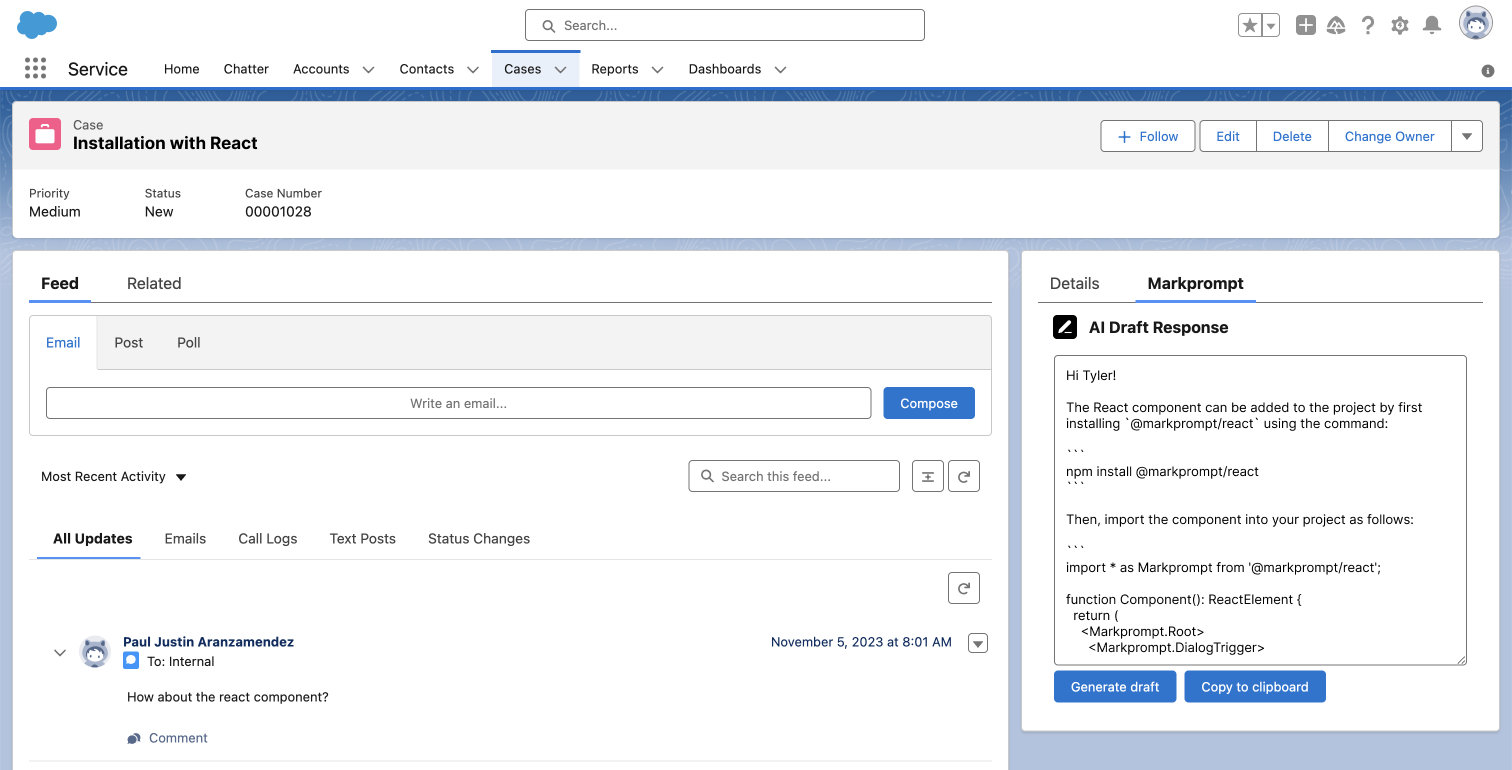 Search...
Service
Home
Chatter
Accounts
Contacts
Cases
Reports
Dashboards
Case
Installation with React
Follow
Edit
Delete
Change Owner
Priority
Status
Case Number
Medium
New
00001028
Feed
Related
Email
Post
Poll
Write an email...
Compose
Most Recent Activity
Search this feed...
All Updates
Emails
Call Logs
Text Posts
Status Changes
Paul Justin Aranzamendez
November 5, 2023 at 8:01 AM
To: Internal
How about the react component?
Comment
Details
Markprompt
AI Draft Response
Hi Tyler!
The React component can be added to the project by first
installing `@markprompt/react` using the command:
```
npm install @markprompt/react
```
Then, import the component into your project as follows:
```
import * as Markprompt from '@markprompt/react';
function Component(): ReactElement {
return (
<Markprompt.Root>
<Markprompt.DialogTrigger>
Generate draft
Copy to clipboard